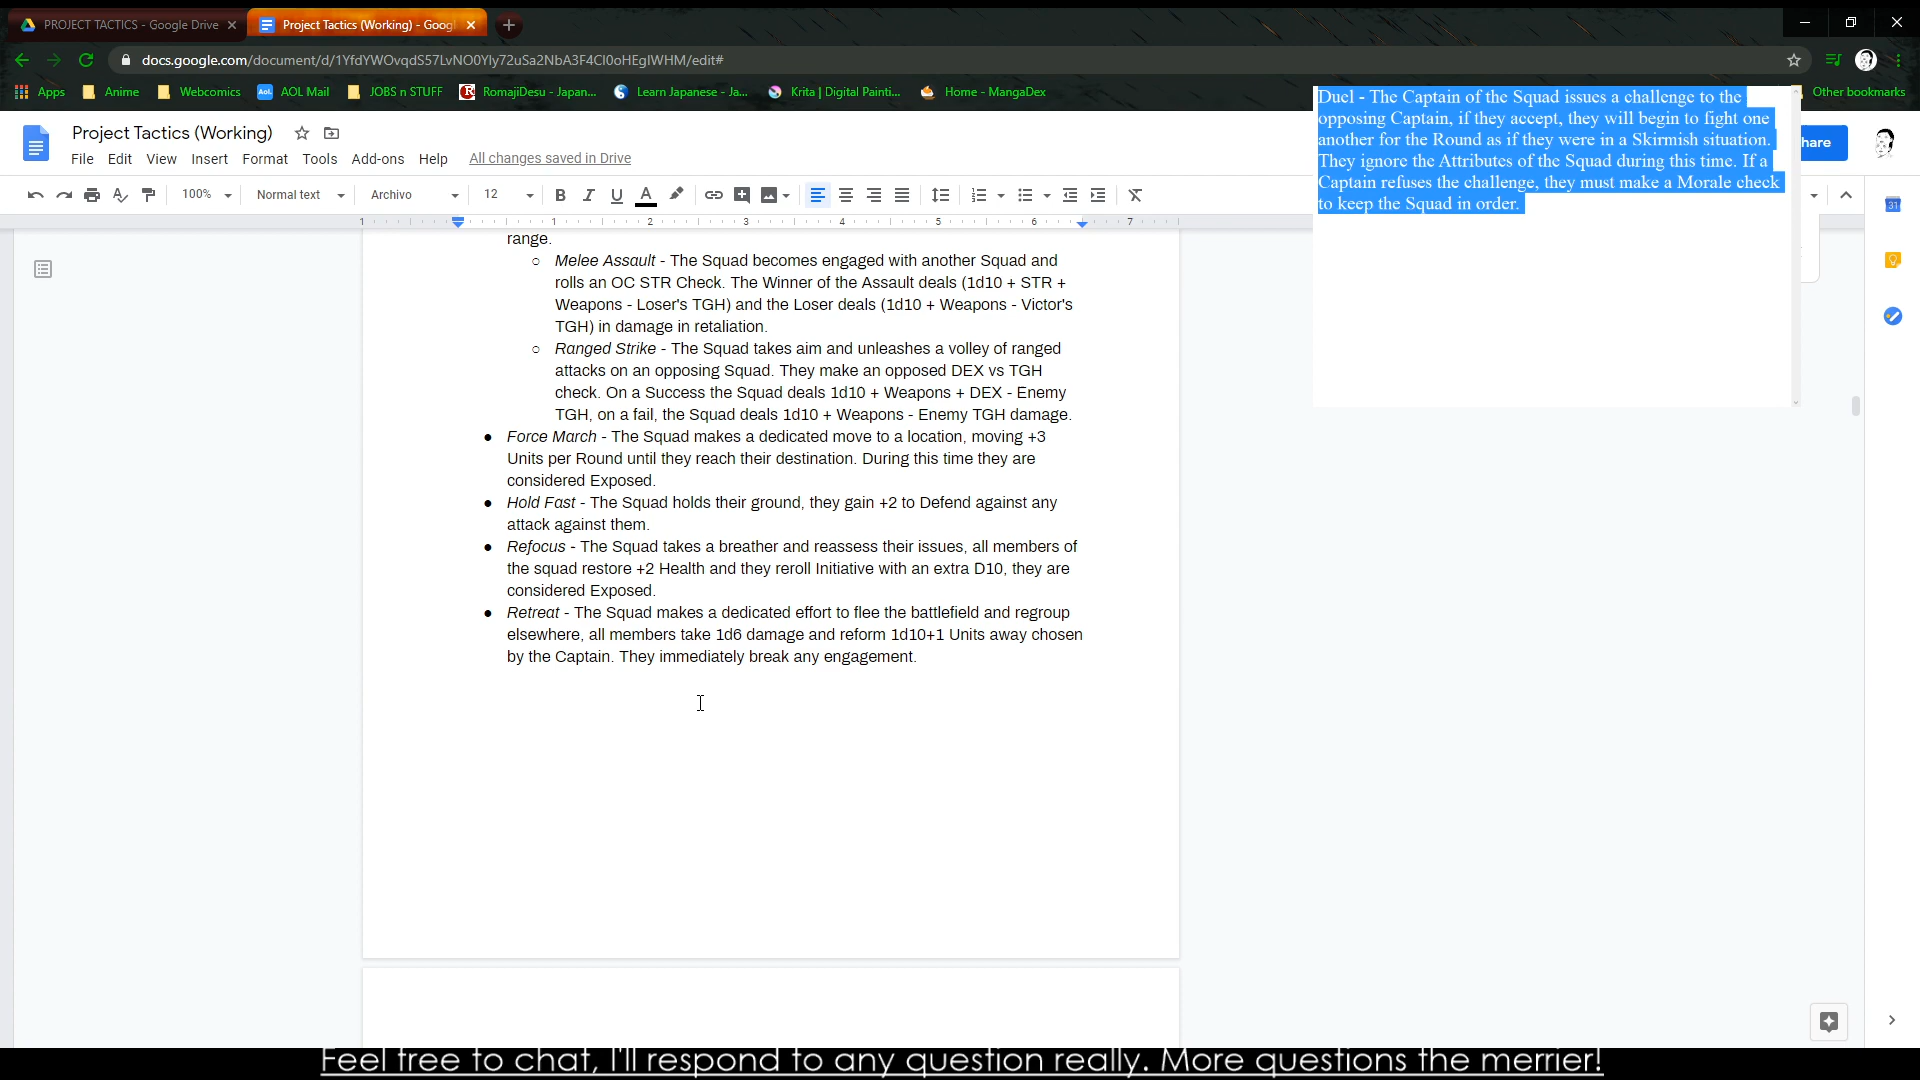 PROJECT TACTICS - Google Drive
Project Tactics (Working) - Goog
docs.google.com/document/d/1YfdYWOvqdS57LvNO0Yly72uSa2NbA3F4Cl0oHEglWHM/edit#
Apps Anime Webcomics AOL Mail JOBS n STUFF RomajiDesu - Japan... Learn Japanese - Ja... Krita | Digital Painti... Home - MangaDex Other bookmarks
Project Tactics (Working)
File Edit View Insert Format Tools Add-ons Help All changes saved in Drive
hare
100% Normal text Archivo 12
Duel - The Captain of the Squad issues a challenge to the
opposing Captain, if they accept, they will begin to fight one
another for the Round as if they were in a Skirmish situation.
They ignore the Attributes of the Squad during this time. If a
Captain refuses the challenge, they must make a Morale check
to keep the Squad in order.
1 1 2 3 4 5 6 7
range.
○ Melee Assault - The Squad becomes engaged with another Squad and
rolls an OC STR Check. The Winner of the Assault deals (1d10 + STR +
Weapons - Loser's TGH) and the Loser deals (1d10 + Weapons - Victor's
TGH) in damage in retaliation.
○ Ranged Strike - The Squad takes aim and unleashes a volley of ranged
attacks on an opposing Squad. They make an opposed DEX vs TGH
check. On a Success the Squad deals 1d10 + Weapons + DEX - Enemy
TGH, on a fail, the Squad deals 1d10 + Weapons - Enemy TGH damage.
● Force March - The Squad makes a dedicated move to a location, moving +3
Units per Round until they reach their destination. During this time they are
considered Exposed.
● Hold Fast - The Squad holds their ground, they gain +2 to Defend against any
attack against them.
● Refocus - The Squad takes a breather and reassess their issues, all members of
the squad restore +2 Health and they reroll Initiative with an extra D10, they are
considered Exposed.
● Retreat - The Squad makes a dedicated effort to flee the battlefield and regroup
elsewhere, all members take 1d6 damage and reform 1d10+1 Units away chosen
by the Captain. They immediately break any engagement.
Feel free to chat, I'll respond to any question really. More questions the merrier!